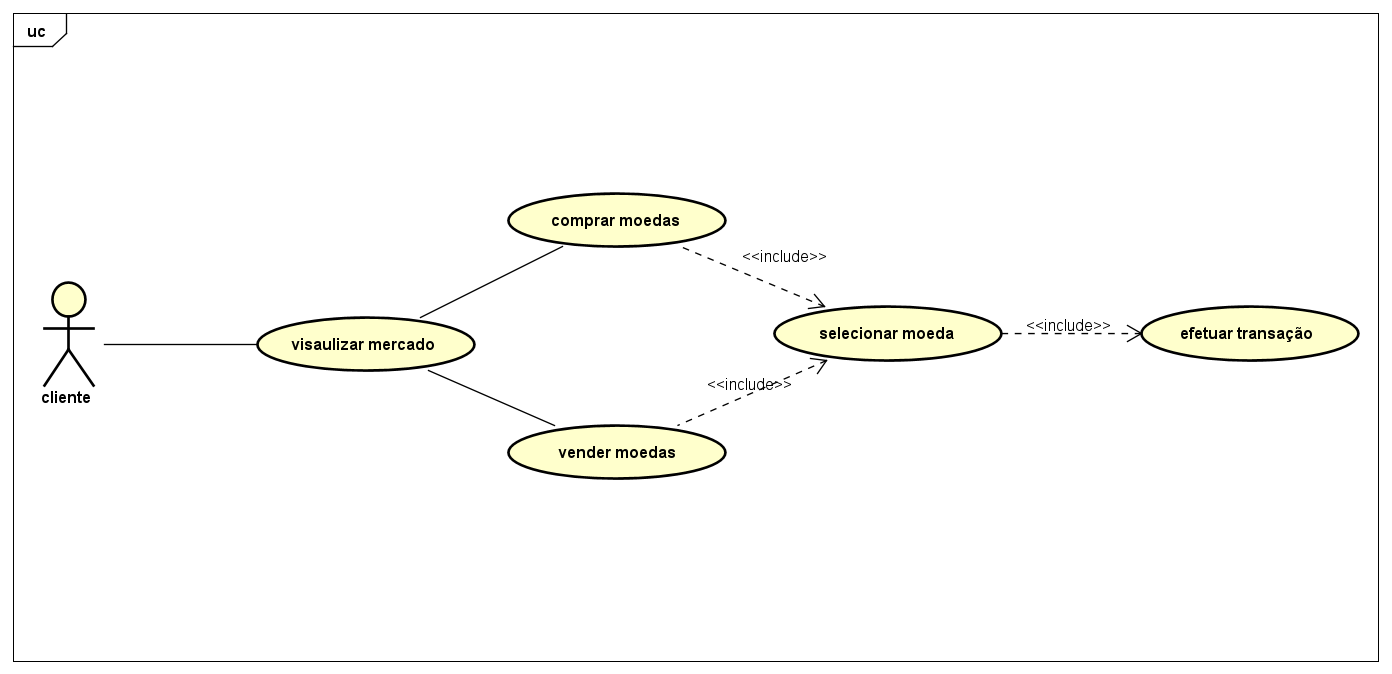 uc
comprar moedas
<<include>>
cliente
visaulizar mercado
selecionar moeda
<<include>>
efetuar transação
<<include>>
vender moedas